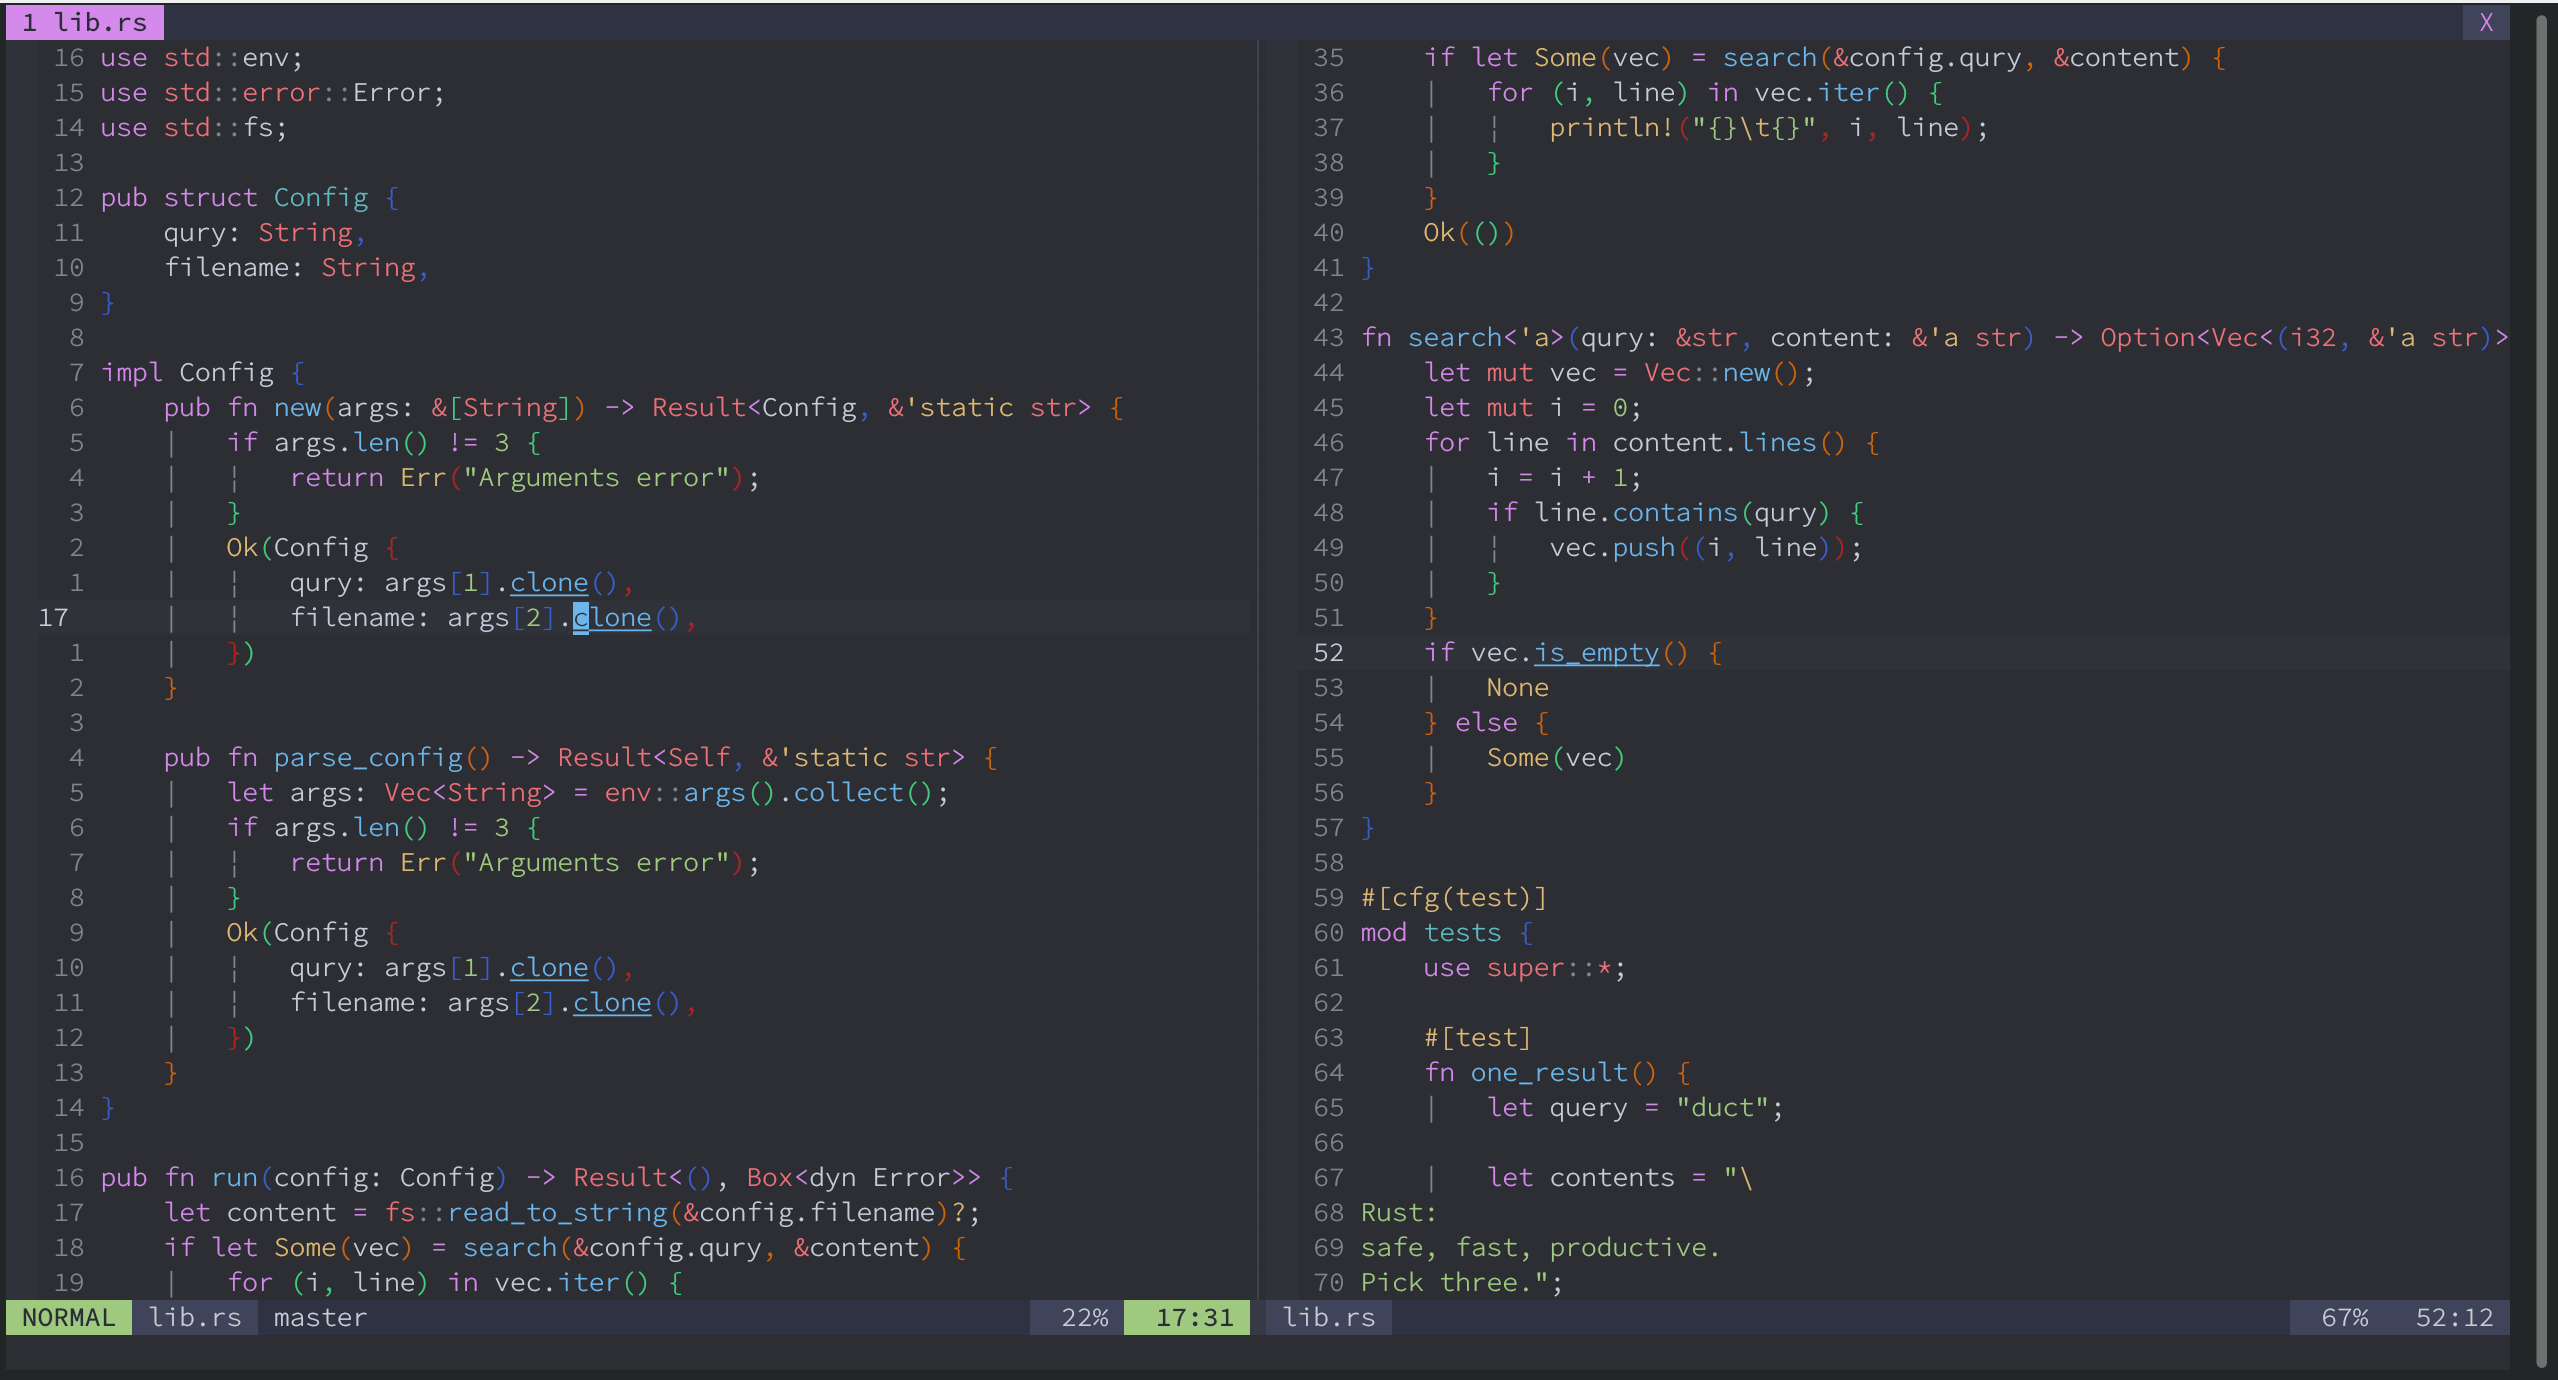 1 lib.rs
X
16 use std::env;
15 use std::error::Error;
14 use std::fs;
13
12 pub struct Config {
11     qury: String,
10     filename: String,
9 }
8
7 impl Config {
6     pub fn new(args: &[String]) -> Result<Config, &'static str> {
5     |   if args.len() != 3 {
4     |   ¦   return Err("Arguments error");
3     |   }
2     |   Ok(Config {
1     |   ¦   qury: args[1].clone(),
17     |   ¦   filename: args[2].clone(),
1     |   })
2     }
3
4     pub fn parse_config() -> Result<Self, &'static str> {
5     |   let args: Vec<String> = env::args().collect();
6     |   if args.len() != 3 {
7     |   ¦   return Err("Arguments error");
8     |   }
9     |   Ok(Config {
10     |   ¦   qury: args[1].clone(),
11     |   ¦   filename: args[2].clone(),
12     |   })
13     }
14 }
15
16 pub fn run(config: Config) -> Result<(), Box<dyn Error>> {
17     let content = fs::read_to_string(&config.filename)?;
18     if let Some(vec) = search(&config.qury, &content) {
19     |   for (i, line) in vec.iter() {
NORMAL lib.rs master 22% 17:31
35     if let Some(vec) = search(&config.qury, &content) {
36     |   for (i, line) in vec.iter() {
37     |   ¦   println!("{}\t{}", i, line);
38     |   }
39     }
40     Ok(())
41 }
42
43 fn search<'a>(qury: &str, content: &'a str) -> Option<Vec<(i32, &'a str)>
44     let mut vec = Vec::new();
45     let mut i = 0;
46     for line in content.lines() {
47     |   i = i + 1;
48     |   if line.contains(qury) {
49     |   ¦   vec.push((i, line));
50     |   }
51     }
52     if vec.is_empty() {
53     |   None
54     } else {
55     |   Some(vec)
56     }
57 }
58
59 #[cfg(test)]
60 mod tests {
61     use super::*;
62
63     #[test]
64     fn one_result() {
65     |   let query = "duct";
66
67     |   let contents = "\
68 Rust:
69 safe, fast, productive.
70 Pick three.";
lib.rs 67% 52:12